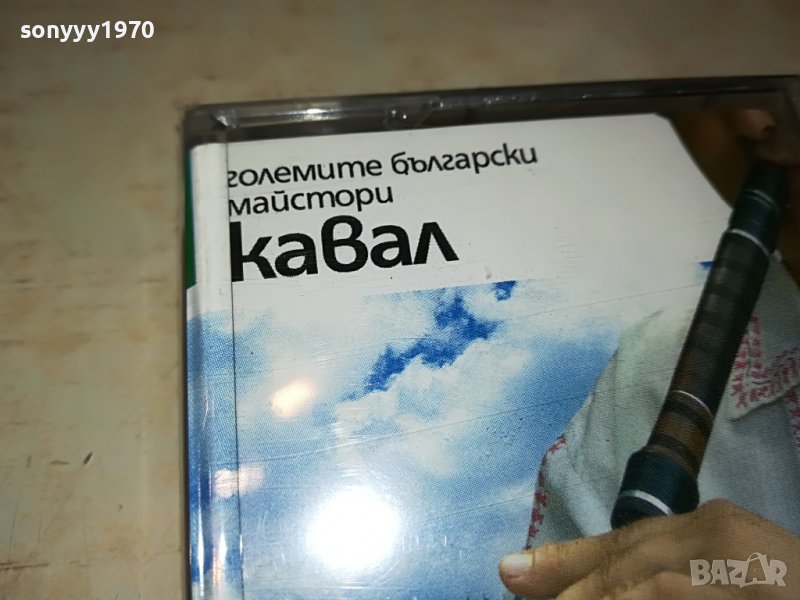 sonyyy1970
големите български
майстори
кавал
BAZAR